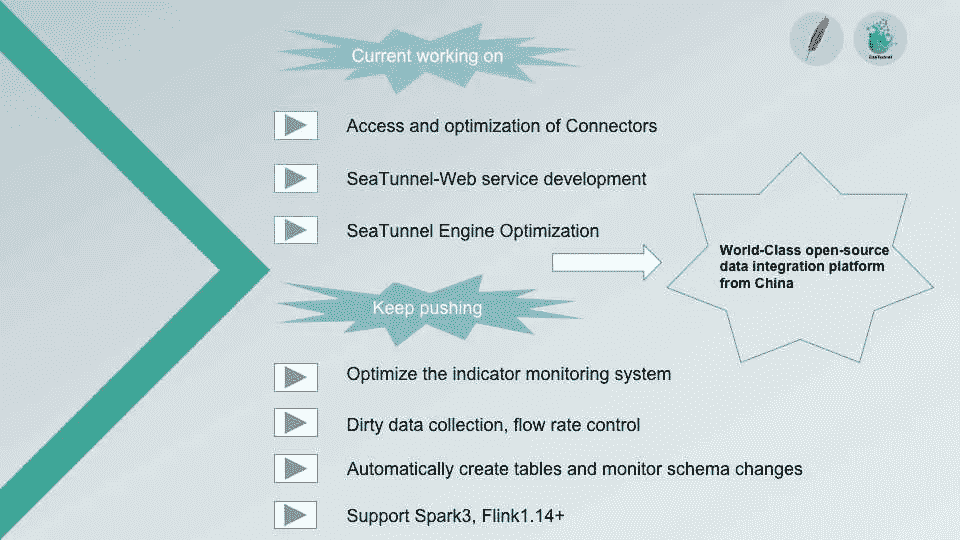 Current working on
Access and optimization of Connectors
SeaTunnel-Web service development
SeaTunnel Engine Optimization
World-Class open-source
data integration platform
from China
Keep pushing
Optimize the indicator monitoring system
Dirty data collection, flow rate control
Automatically create tables and monitor schema changes
Support Spark3, Flink1.14+
SeaTunnel